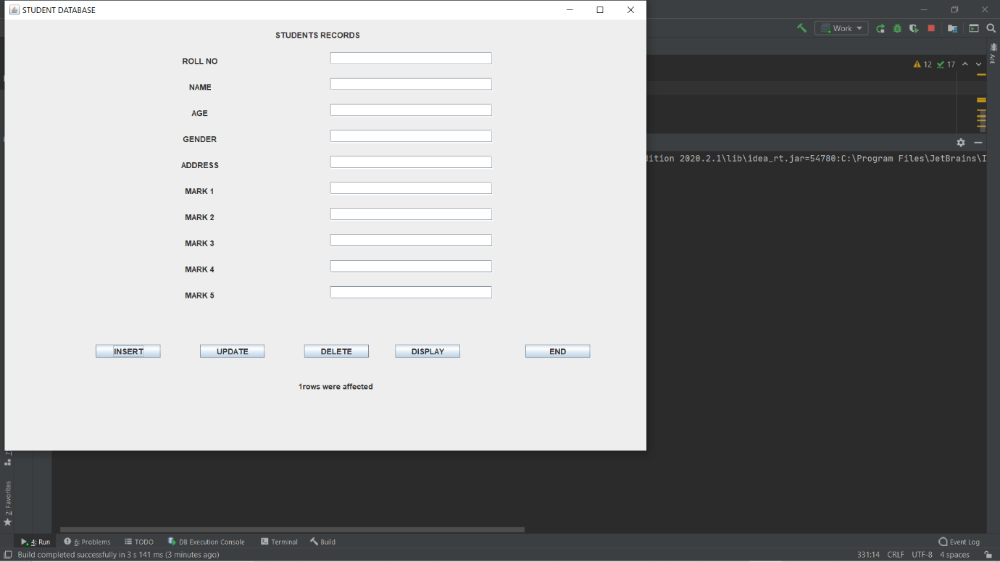 STUDENT DATABASE
STUDENTS RECORDS
ROLL NO
NAME
AGE
GENDER
ADDRESS
MARK 1
MARK 2
MARK 3
MARK 4
MARK 5
INSERT UPDATE DELETE DISPLAY END
1rows were affected
Work
Ant
12 17
dition 2020.2.1\lib\idea_rt.jar=54780:C:\Program Files\JetBrains\I
2: Favorites
4: Run 6: Problems TODO DB Execution Console Terminal Build Event Log
Build completed successfully in 3 s 141 ms (3 minutes ago) 331:14 CRLF UTF-8 4 spaces